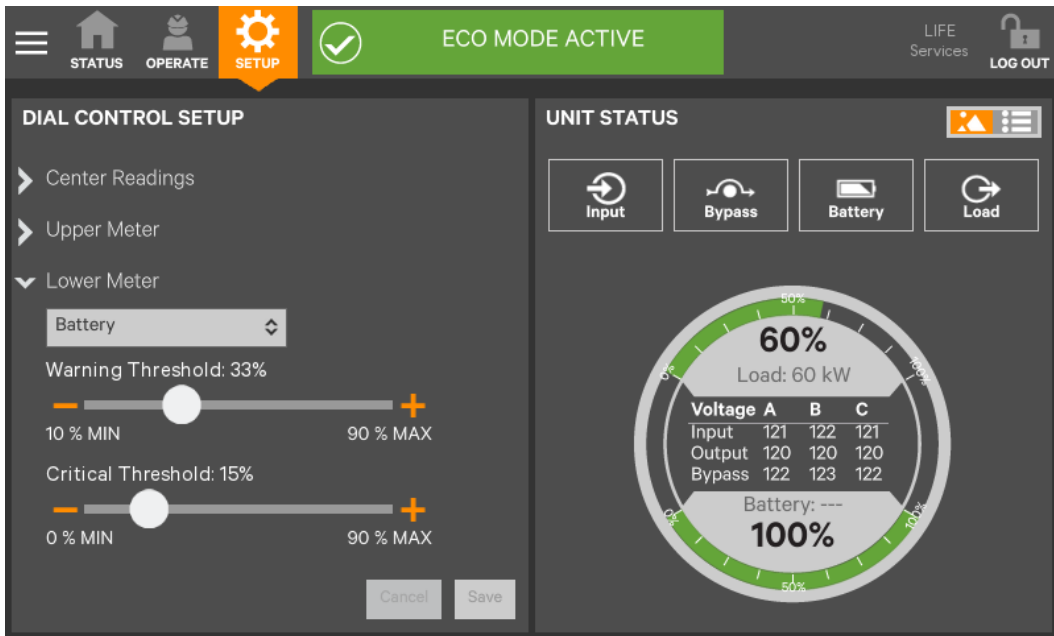 STATUS
OPERATE
SETUP
ECO MODE ACTIVE
LIFE
Services
LOG OUT
DIAL CONTROL SETUP
Center Readings
Upper Meter
Lower Meter
Battery
Warning Threshold: 33%
10 % MIN 90 % MAX
Critical Threshold: 15%
0 % MIN 90 % MAX
Cancel Save
UNIT STATUS
Input Bypass Battery Load
50%
0% 100%
60%
Load: 60 kW
Voltage A B C
Input 121 122 121
Output 120 120 120
Bypass 122 123 122
Battery: ---
100%
0% 100%
50%